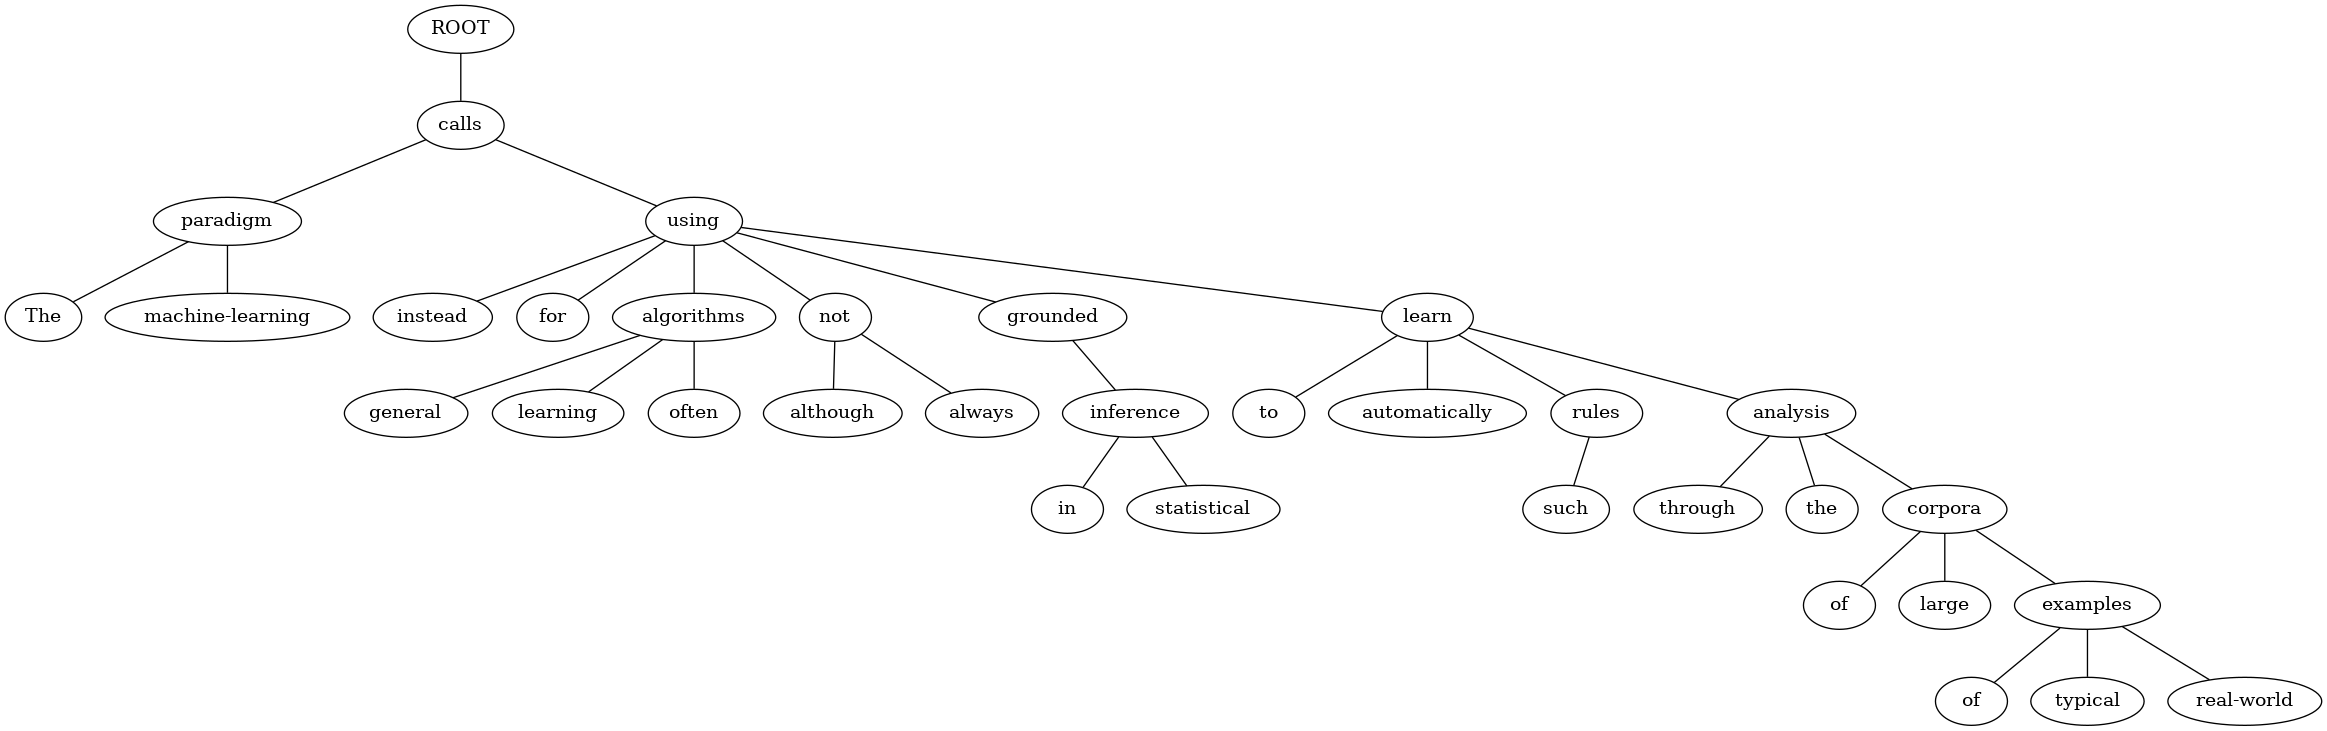 ROOT
calls
paradigm using
The machine-learning instead for algorithms not grounded learn
general learning often although always inference to automatically rules analysis
in statistical such through the corpora
of large examples
of typical real-world